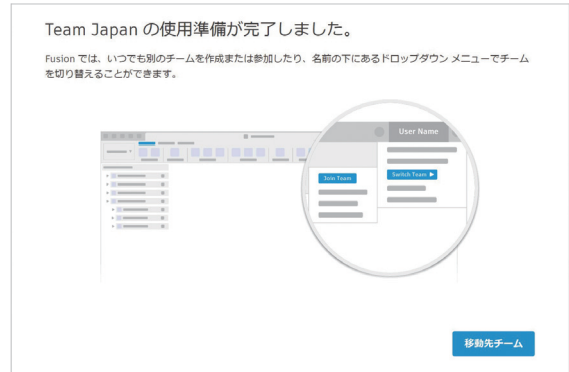 Team Japan の使用準備が完了しました。
Fusion では、いつでも別のチームを作成または参加したり、名前の下にあるドロップダウン メニューでチーム
を切り替えることができます。
User Name
Join Team
Switch Team ▶
移動先チーム